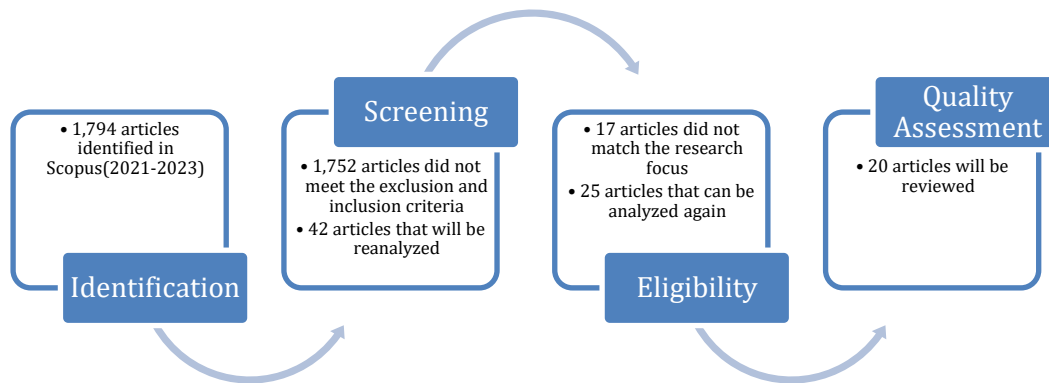 • 1,794 articles
identified in
Scopus(2021-2023)
Identification
Screening
• 1,752 articles did not
meet the exclusion and
inclusion criteria
• 42 articles that will be
reanalyzed
• 17 articles did not
match the research
focus
• 25 articles that can be
analyzed again
Eligibility
Quality
Assessment
• 20 articles will be
reviewed